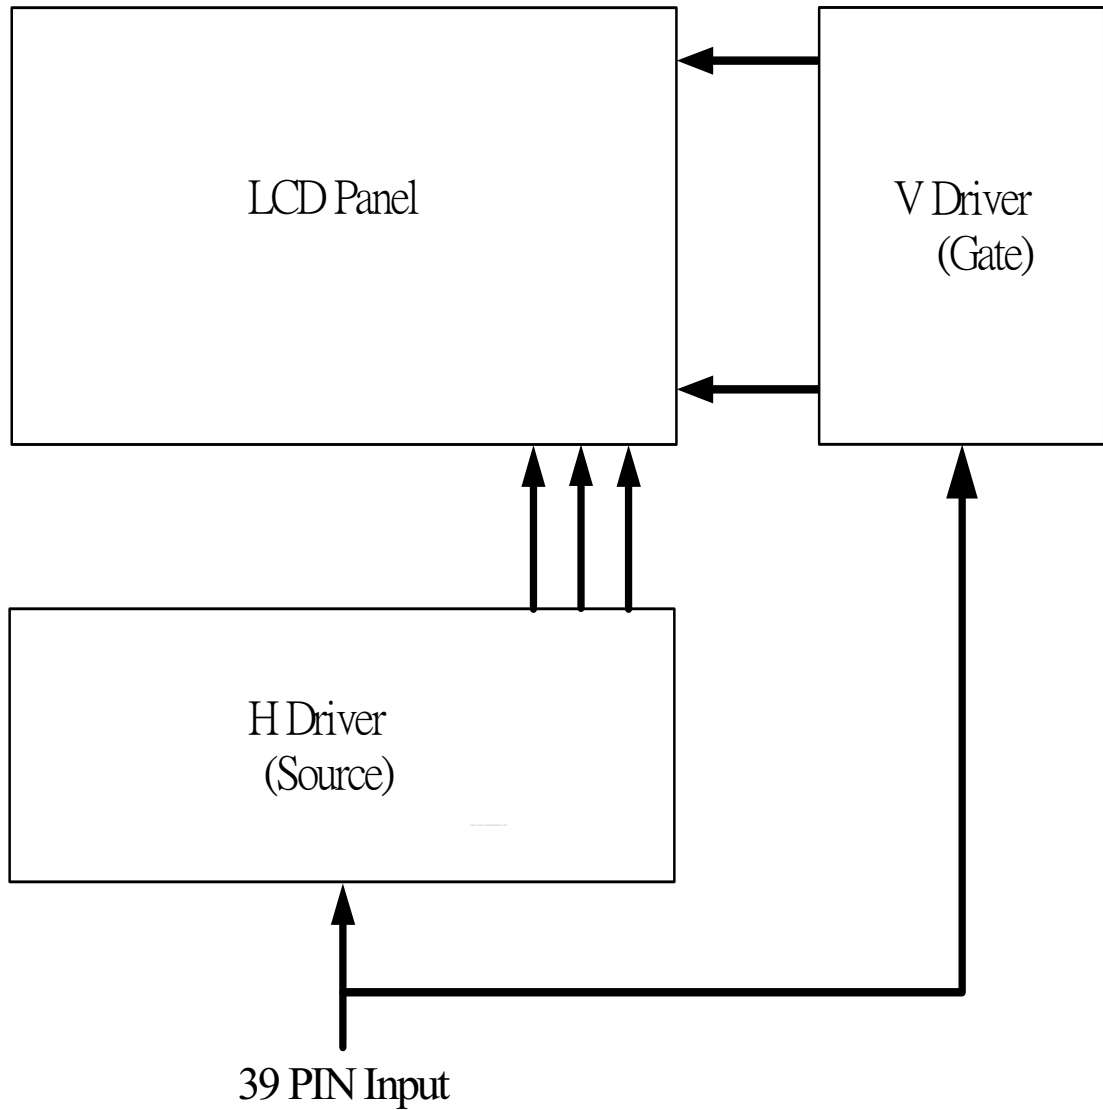 LCD Panel
V Driver
(Gate)
H Driver
(Source)
39 PIN Input